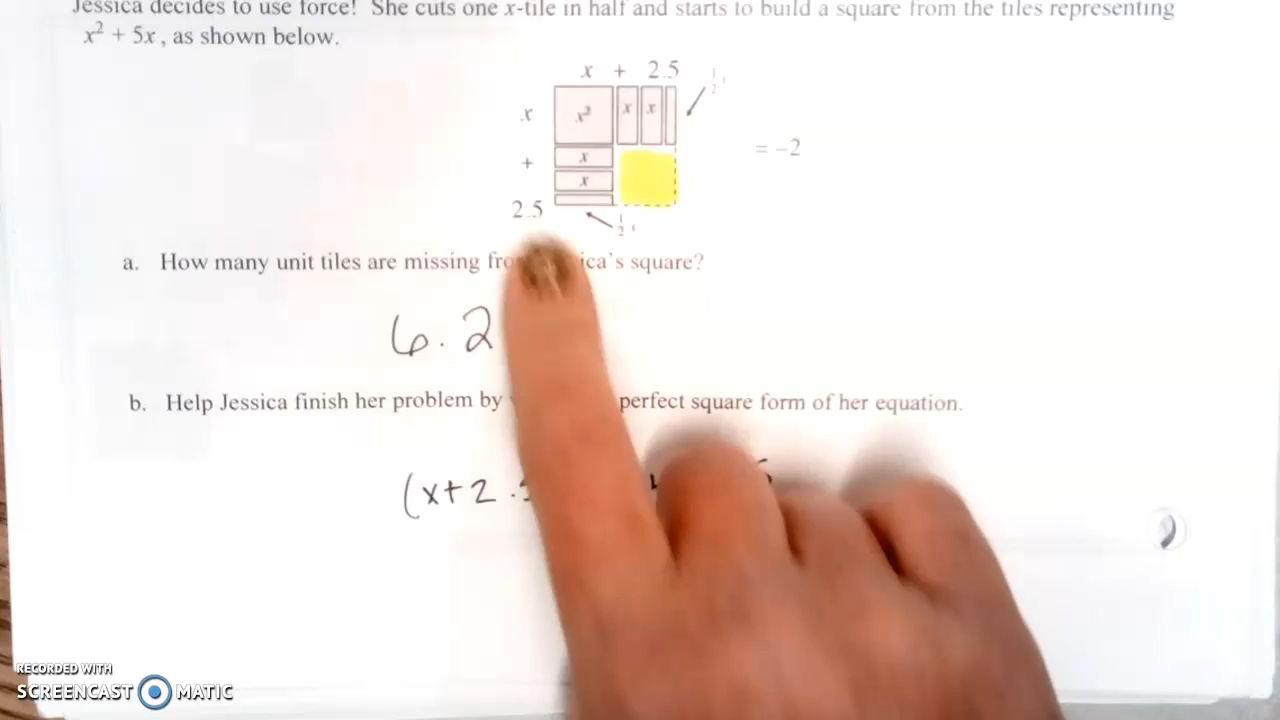 Jessica decides to use force! She cuts one x-tile in half and starts to build a square from the tiles representing
x² + 5x, as shown below.
x + 2.5
x
x²
x x
= −2
+
x
x
2.5
a. How many unit tiles are missing square?
6.2
b. Help Jessica finish her problem by perfect square form of her equation.
(x+2.
RECORDED WITH
SCREENCAST MATIC